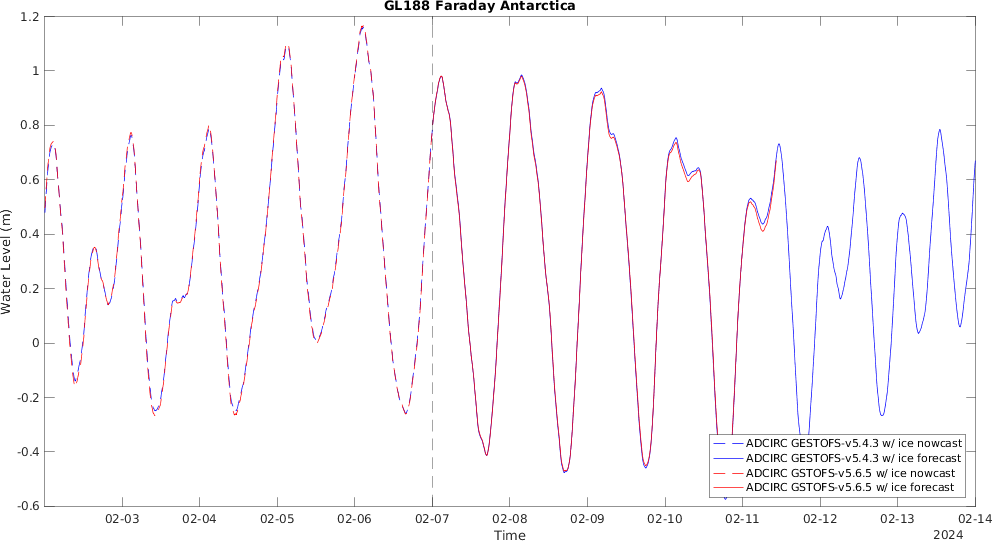 GL188 Faraday Antarctica
1.2
1
0.8
0.6
0.4
0.2
0
-0.2
-0.4
-0.6
Water Level (m)
ADCIRC GESTOFS-v5.4.3 w/ ice nowcast
ADCIRC GESTOFS-v5.4.3 w/ ice forecast
ADCIRC GSTOFS-v5.6.5 w/ ice nowcast
ADCIRC GSTOFS-v5.6.5 w/ ice forecast
02-03 02-04 02-05 02-06 02-07 02-08 02-09 02-10 02-11 02-12 02-13 02-14
Time
2024